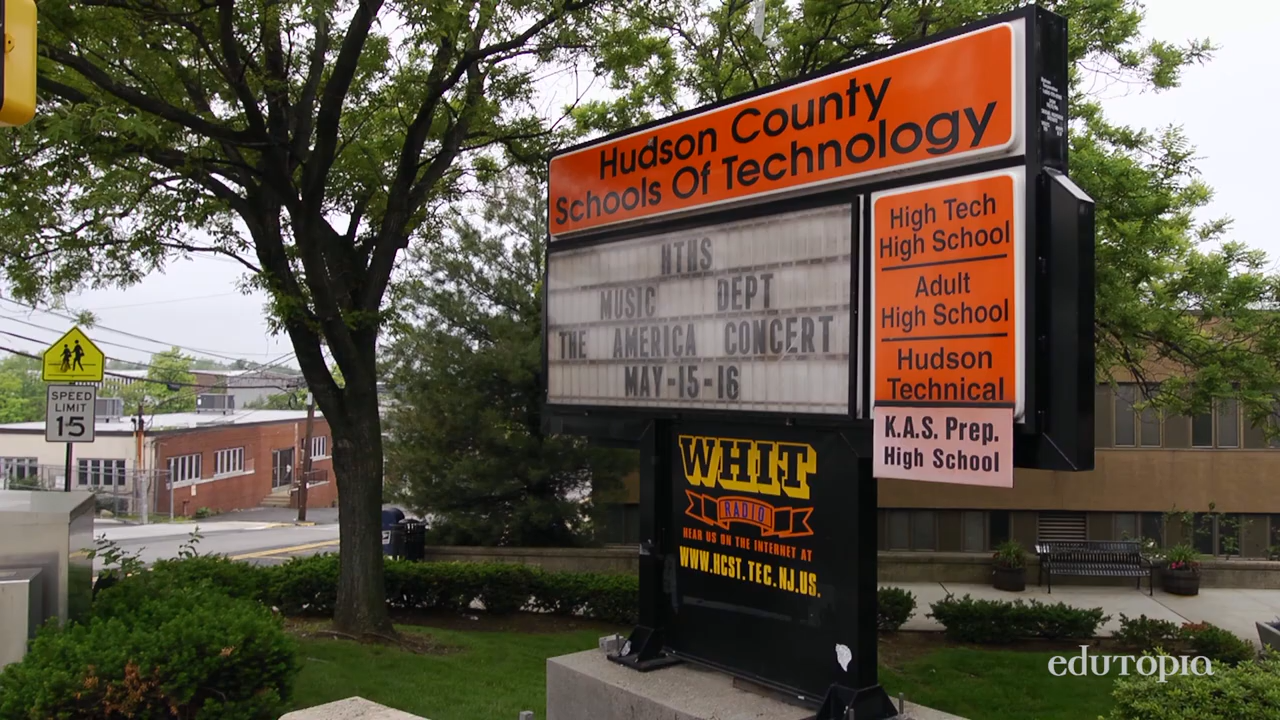 Hudson County
Schools Of Technology
HTHS
MUSIC DEPT
THE AMERICA CONCERT
MAY-15-16
High Tech
High School
Adult
High School
Hudson
Technical
K.A.S. Prep.
High School
WHIT
RADIO
HEAR US ON THE INTERNET AT
WWW.HCST.TEC.NJ.US.
SPEED
LIMIT
15
edutopia